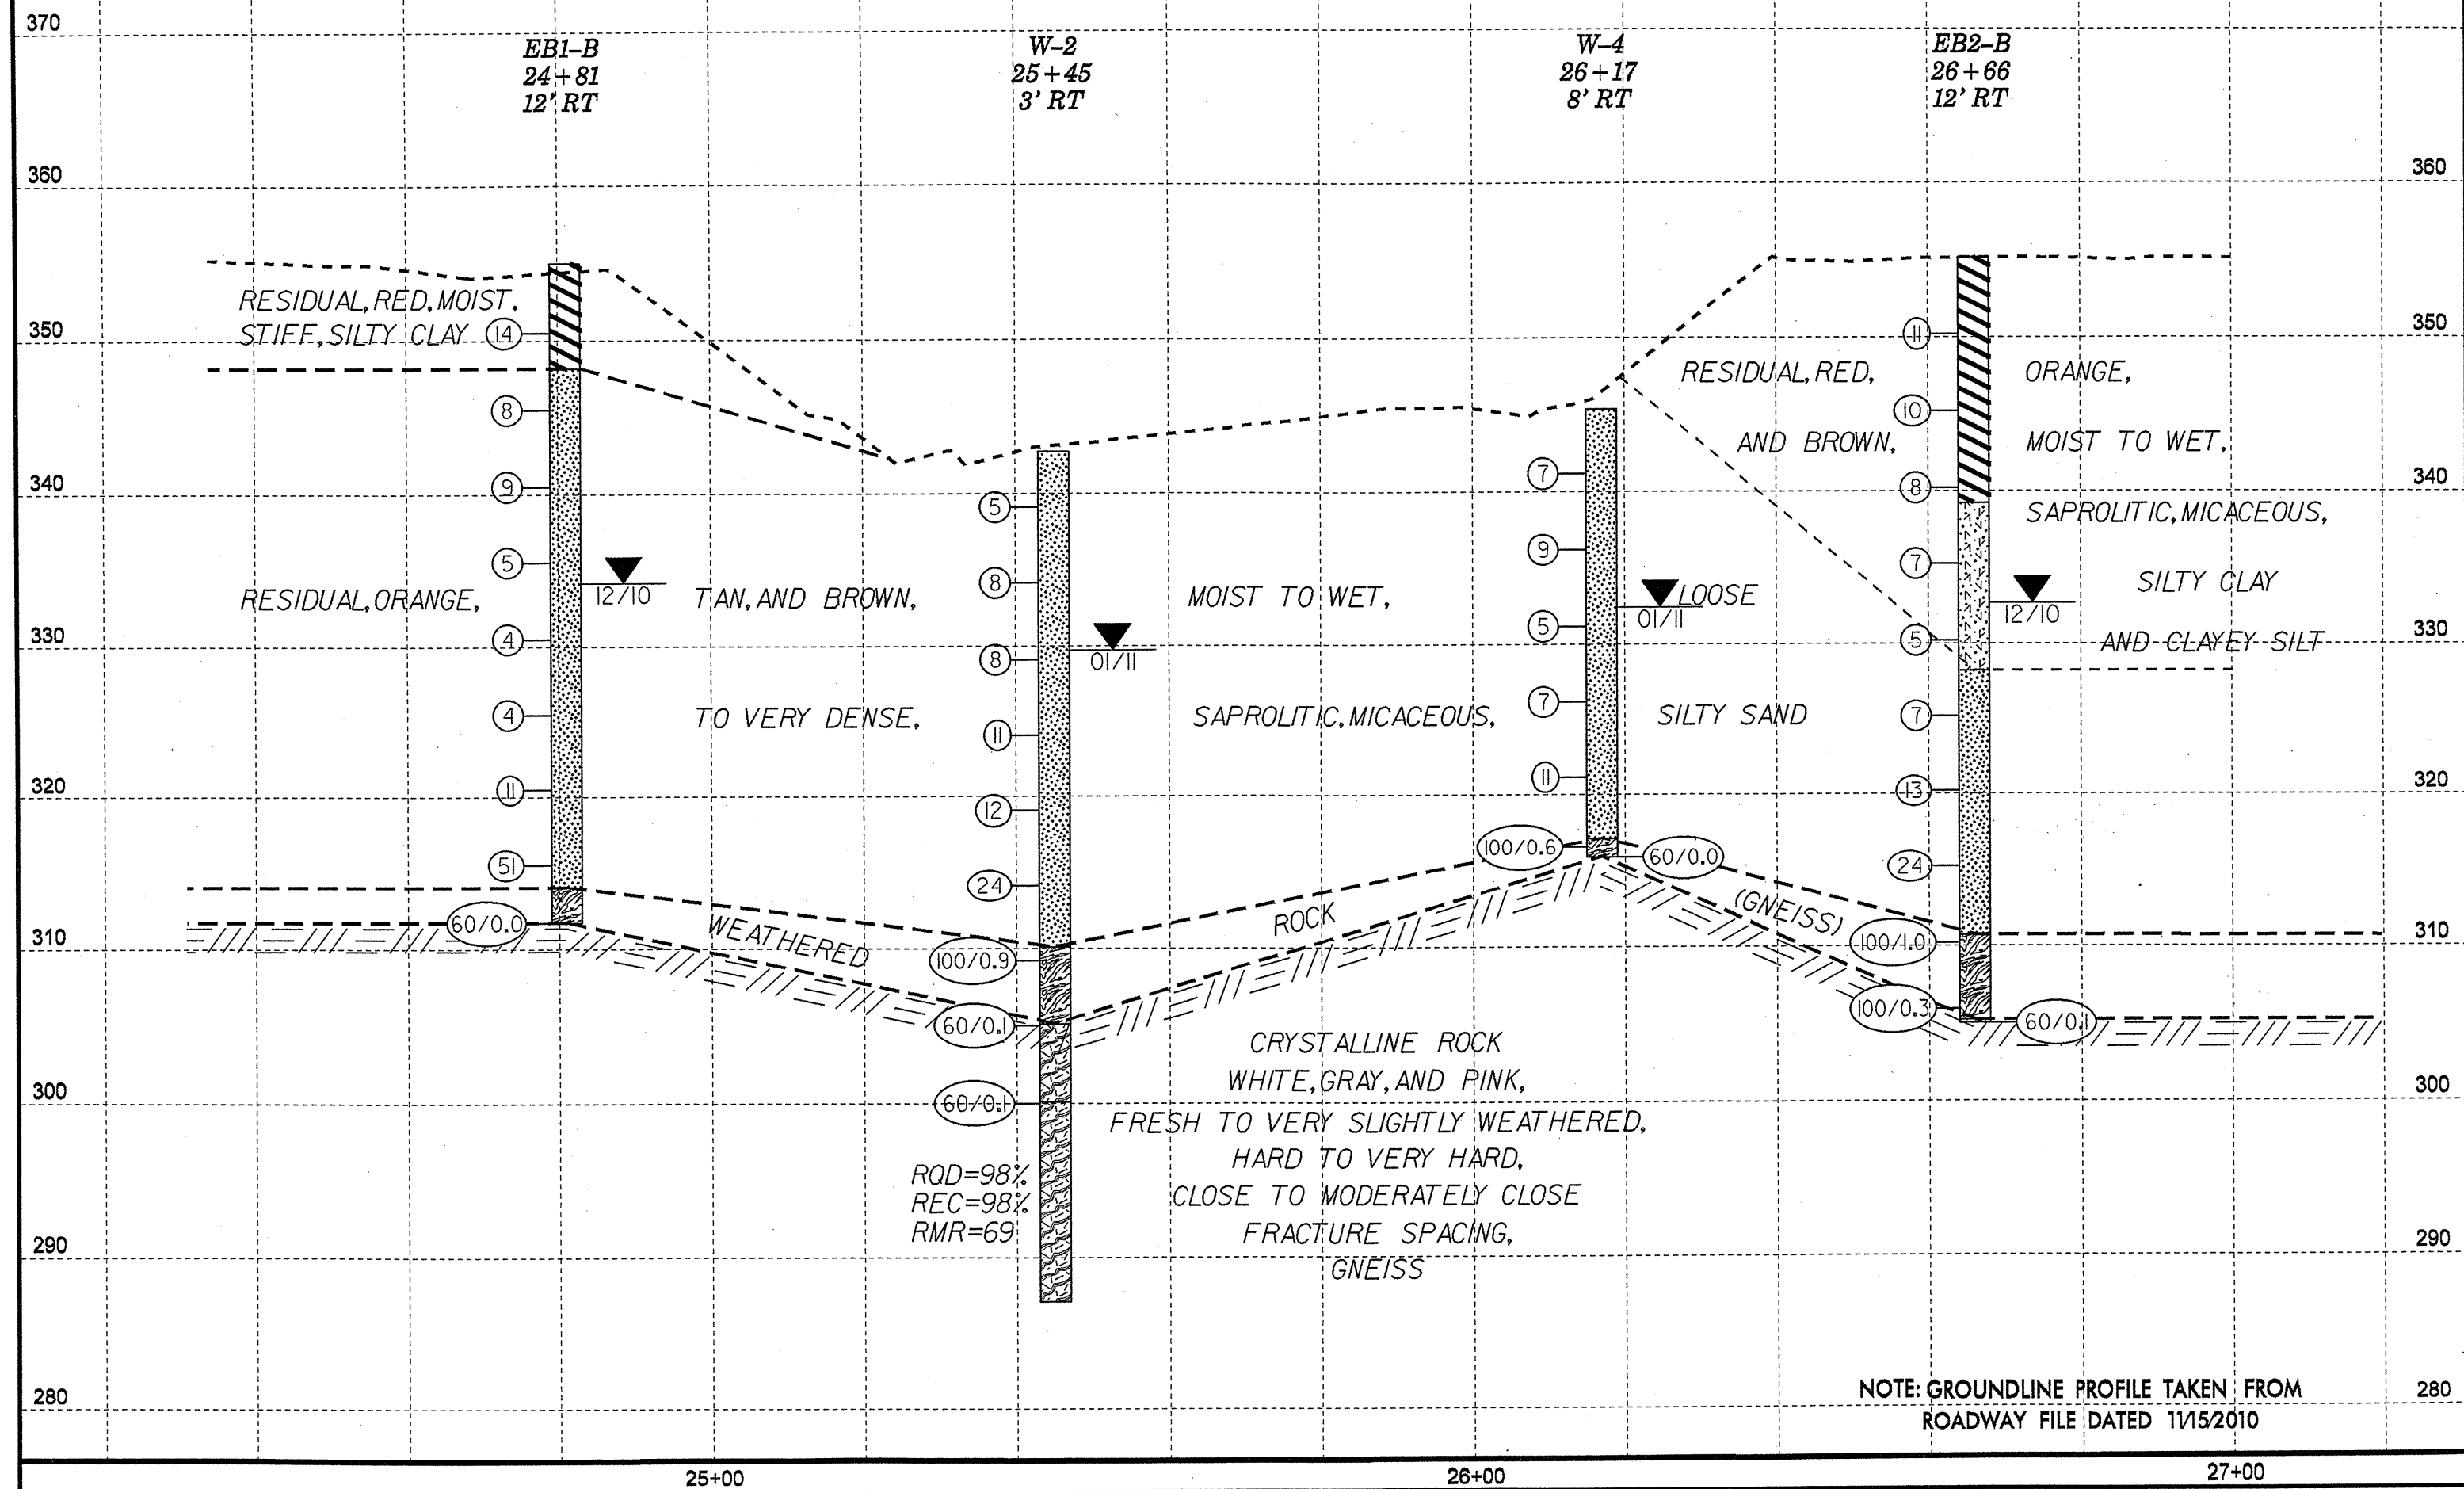 370
EB1-B
24+81
12' RT
W-2
25+45
3' RT
W-4
26+17
8' RT
EB2-B
26+66
12' RT
360
360
RESIDUAL, RED, MOIST,
STIFF, SILTY CLAY
14
350
350
11
RESIDUAL, RED,
ORANGE,
8
10
AND BROWN,
MOIST TO WET,
7
9
8
340
340
5
SAPROLITIC, MICACEOUS,
9
5
7
8
12/10
01/11
12/10
RESIDUAL, ORANGE,
TAN, AND BROWN,
MOIST TO WET,
LOOSE
SILTY CLAY
330
330
4
5
5
AND CLAYEY SILT
8
01/11
4
7
7
TO VERY DENSE,
SAPROLITIC, MICACEOUS,
SILTY SAND
11
11
11
13
320
320
12
51
100/0.6
60/0.0
24
24
60/0.0
WEATHERED
ROCK
(GNEISS)
310
100/0.9
100/1.0
310
60/0.1
100/0.3
60/0.1
CRYSTALLINE ROCK
WHITE, GRAY, AND PINK,
300
60/0.1
300
FRESH TO VERY SLIGHTLY WEATHERED,
HARD TO VERY HARD,
CLOSE TO MODERATELY CLOSE
FRACTURE SPACING,
GNEISS
RQD=98%
REC=98%
RMR=69
290
290
280
280
NOTE: GROUNDLINE PROFILE TAKEN FROM
ROADWAY FILE DATED 11/15/2010
25+00
26+00
27+00